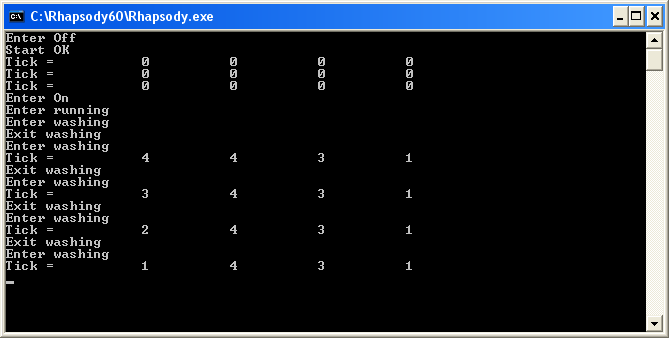 C:\Rhapsody60\Rhapsody.exe
Enter Off
Start OK
Tick = 0 0 0 0
Tick = 0 0 0 0
Tick = 0 0 0 0
Enter On
Enter running
Enter washing
Exit washing
Enter washing
Tick = 4 4 3 1
Exit washing
Enter washing
Tick = 3 4 3 1
Exit washing
Enter washing
Tick = 2 4 3 1
Exit washing
Enter washing
Tick = 1 4 3 1